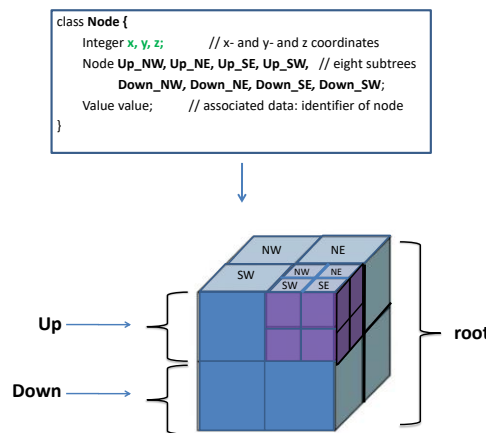 class Node {
Integer x, y, z; // x- and y- and z coordinates
Node Up_NW, Up_NE, Up_SE, Up_SW, // eight subtrees
Down_NW, Down_NE, Down_SE, Down_SW;
Value value; // associated data: identifier of node
}
NW NE
SW NW NE
SW SE
Up
root
Down